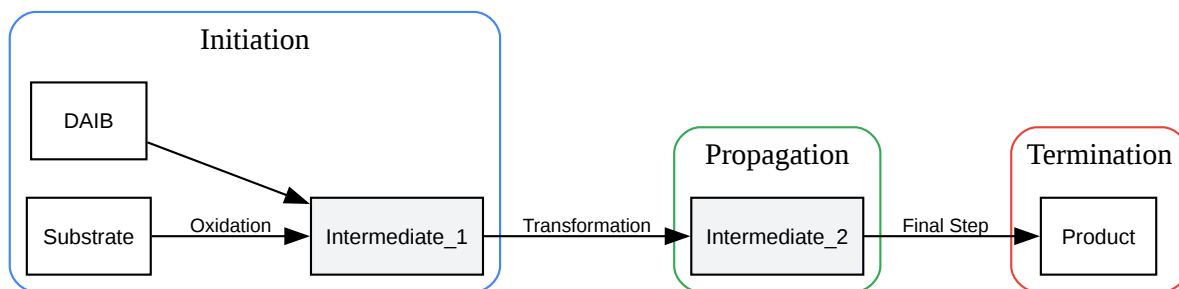 Initiation
DAIB
Substrate
Oxidation
Intermediate_1
Transformation
Propagation
Intermediate_2
Final Step
Termination
Product